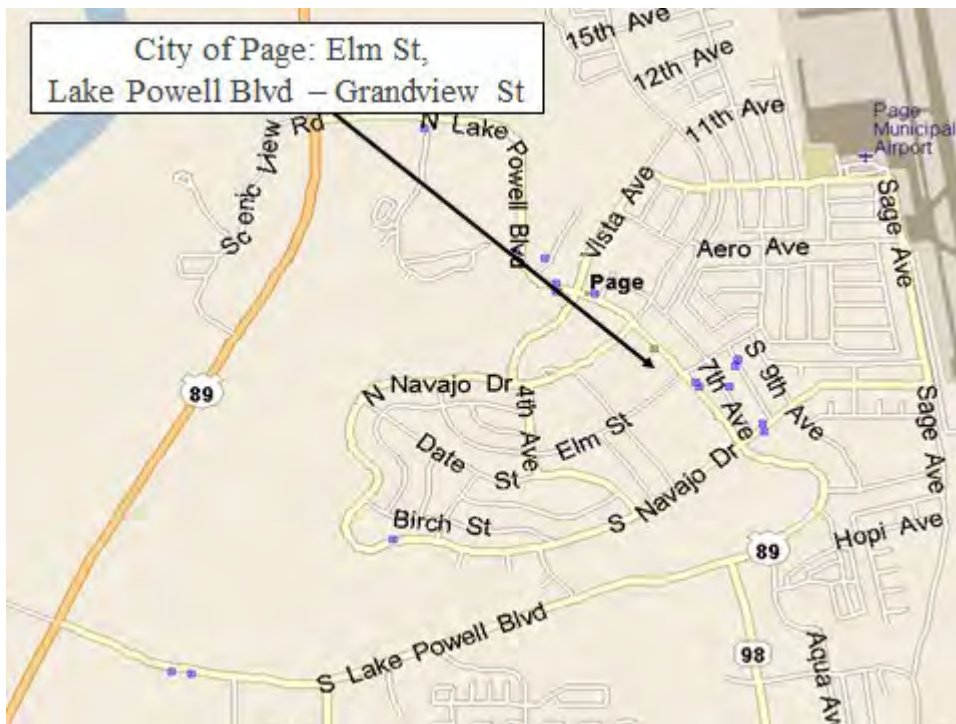 City of Page: Elm St,
Lake Powell Blvd – Grandview St
15th Ave
12th Ave
11th Ave
Page
Municipal
Airport
Rd
N Lake Powell Blvd
Scenic View
Vista Ave
Sage Ave
Aero Ave
Page
89
N Navajo Dr
4th Ave
7th Ave
S 9th Ave
Sage Ave
Elm St
Date St
S Navajo Dr
Birch St
89
Hopi Ave
S Lake Powell Blvd
98
Aqua Av